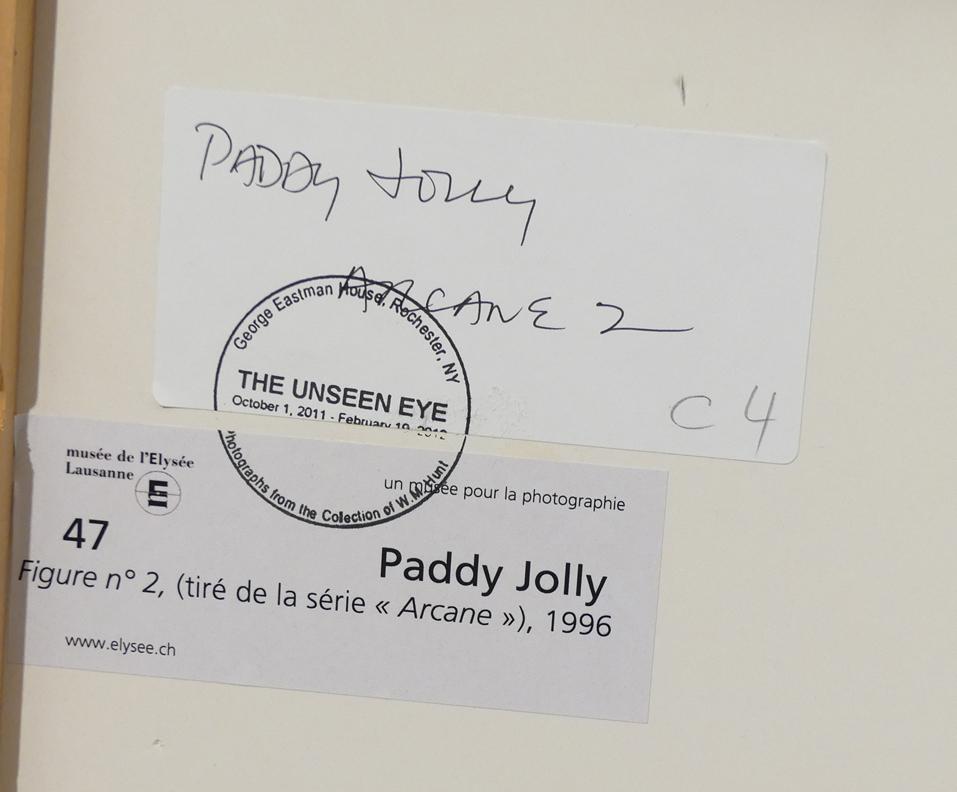 PADDY JOLLY
ARCANE 2
C 4
George Eastman House, Rochester, NY
THE UNSEEN EYE
October 1, 2011 - February 19, 2012
Photographs from the Collection of W.M. Hunt
musée de l'Elysée
Lausanne
un musée pour la photographie
47
Paddy Jolly
Figure n° 2, (tiré de la série « Arcane »), 1996
www.elysee.ch